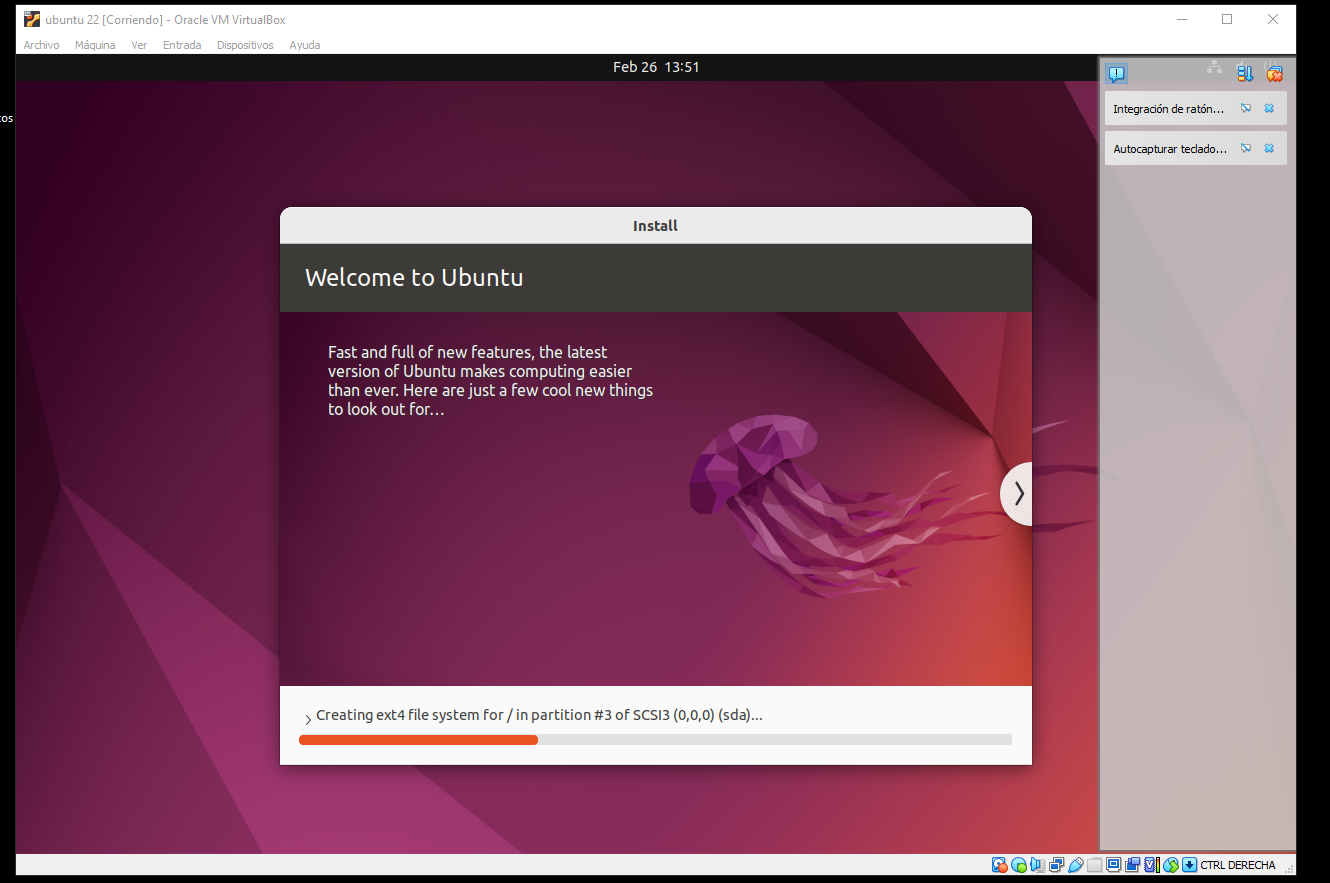 ubuntu 22 [Corriendo] - Oracle VM VirtualBox
Archivo Máquina Ver Entrada Dispositivos Ayuda
Feb 26 13:51
Integración de ratón...
cos
Autocapturar teclado...
Install
Welcome to Ubuntu
Fast and full of new features, the latest
version of Ubuntu makes computing easier
than ever. Here are just a few cool new things
to look out for...
Creating ext4 file system for / in partition #3 of SCSI3 (0,0,0) (sda)...
CTRL DERECHA